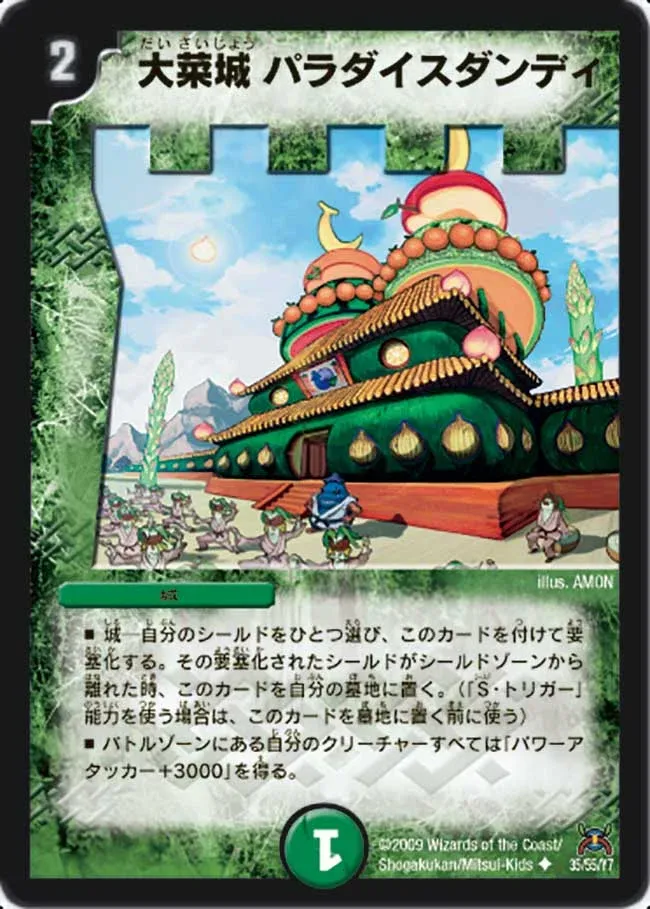 2
だい さいじょう
大菜城 パラダイスダンディ
illus. AMON
城
■ 城―自分のシールドをひとつ選び、このカードを付けて要
塞化する。その要塞化されたシールドがシールドゾーンから
離れた時、このカードを自分の墓地に置く。(「S・トリガー」
能力を使う場合は、このカードを墓地に置く前に使う)
■ バトルゾーンにある自分のクリーチャーすべては「パワーア
タッカー+3000」を得る。
1
©2009 Wizards of the Coast/
Shogakukan/Mitsui-Kids ◆
35/55/Y7